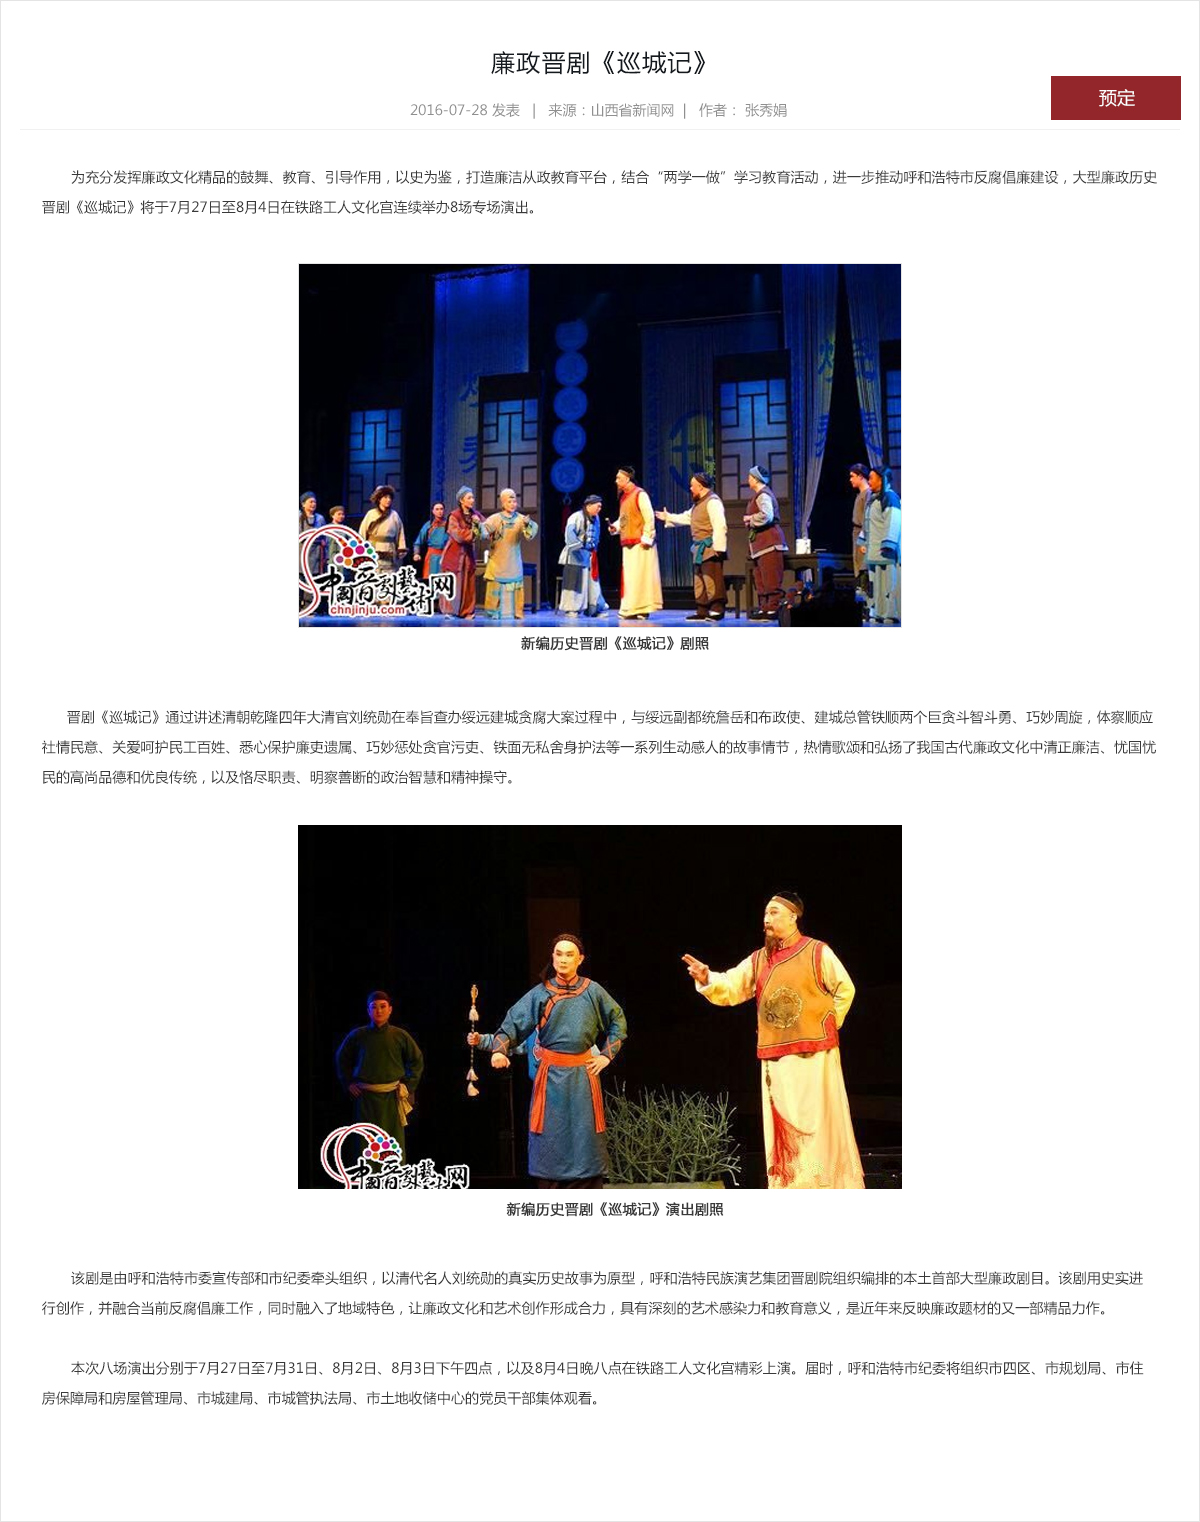 廉政晋剧《巡城记》
预定
2016-07-28 发表 | 来源：山西省新闻网 | 作者： 张秀娟
为充分发挥廉政文化精品的鼓舞、教育、引导作用，以史为鉴，打造廉洁从政教育平台，结合“两学一做”学习教育活动，进一步推动呼和浩特市反腐倡廉建设，大型廉政历史
晋剧《巡城记》将于7月27日至8月4日在铁路工人文化宫连续举办8场专场演出。
中國晋剧藝術网
chnjinju.com
新编历史晋剧《巡城记》剧照
晋剧《巡城记》通过讲述清朝乾隆四年大清官刘统勋在奉旨查办绥远建城贪腐大案过程中，与绥远副都统詹岳和布政使、建城总管铁顺两个巨贪斗智斗勇、巧妙周旋，体察顺应
社情民意、关爱呵护民工百姓、悉心保护廉吏遗属、巧妙惩处贪官污吏、铁面无私舍身护法等一系列生动感人的故事情节，热情歌颂和弘扬了我国古代廉政文化中清正廉洁、忧国忧
民的高尚品德和优良传统，以及恪尽职责、明察善断的政治智慧和精神操守。
中國晋剧藝術网
新编历史晋剧《巡城记》演出剧照
该剧是由呼和浩特市委宣传部和市纪委牵头组织，以清代名人刘统勋的真实历史故事为原型，呼和浩特民族演艺集团晋剧院组织编排的本土首部大型廉政剧目。该剧用史实进
行创作，并融合当前反腐倡廉工作，同时融入了地域特色，让廉政文化和艺术创作形成合力，具有深刻的艺术感染力和教育意义，是近年来反映廉政题材的又一部精品力作。
本次八场演出分别于7月27日至7月31日、8月2日、8月3日下午四点，以及8月4日晚八点在铁路工人文化宫精彩上演。届时，呼和浩特市纪委将组织市四区、市规划局、市住
房保障局和房屋管理局、市城建局、市城管执法局、市土地收储中心的党员干部集体观看。